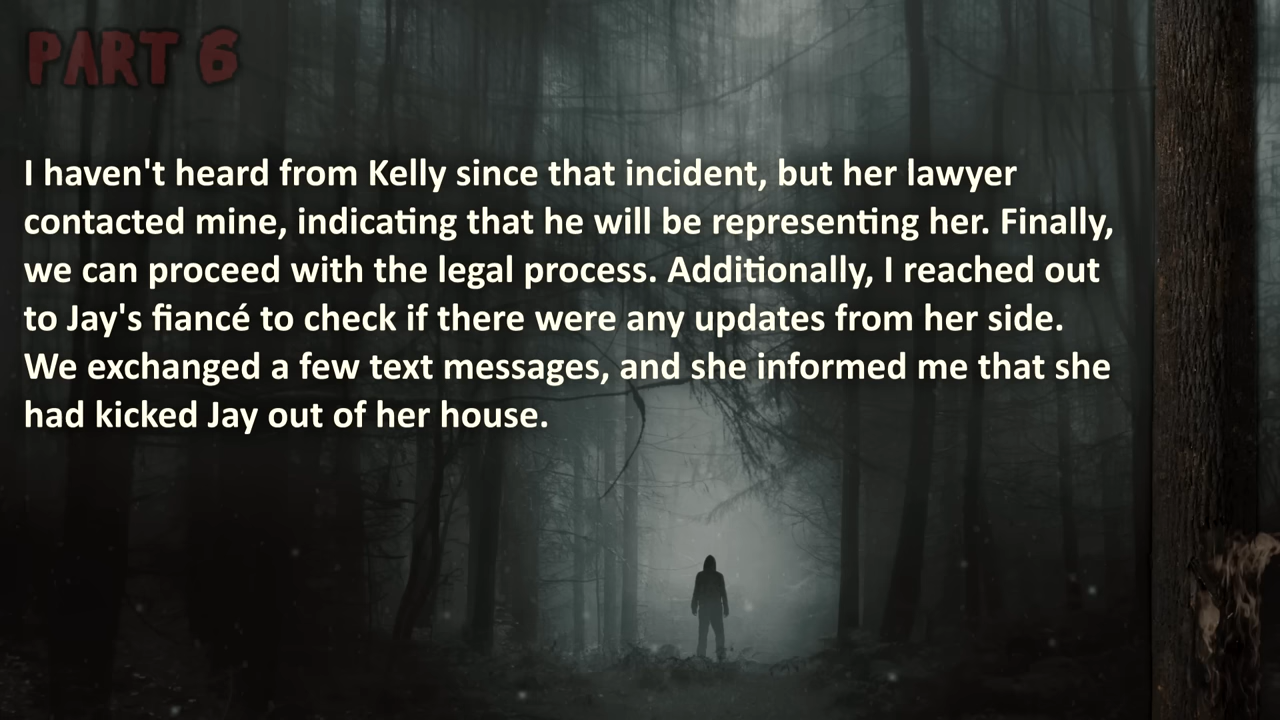 PART 6
I haven't heard from Kelly since that incident, but her lawyer
contacted mine, indicating that he will be representing her. Finally,
we can proceed with the legal process. Additionally, I reached out
to Jay's fiancé to check if there were any updates from her side.
We exchanged a few text messages, and she informed me that she
had kicked Jay out of her house.